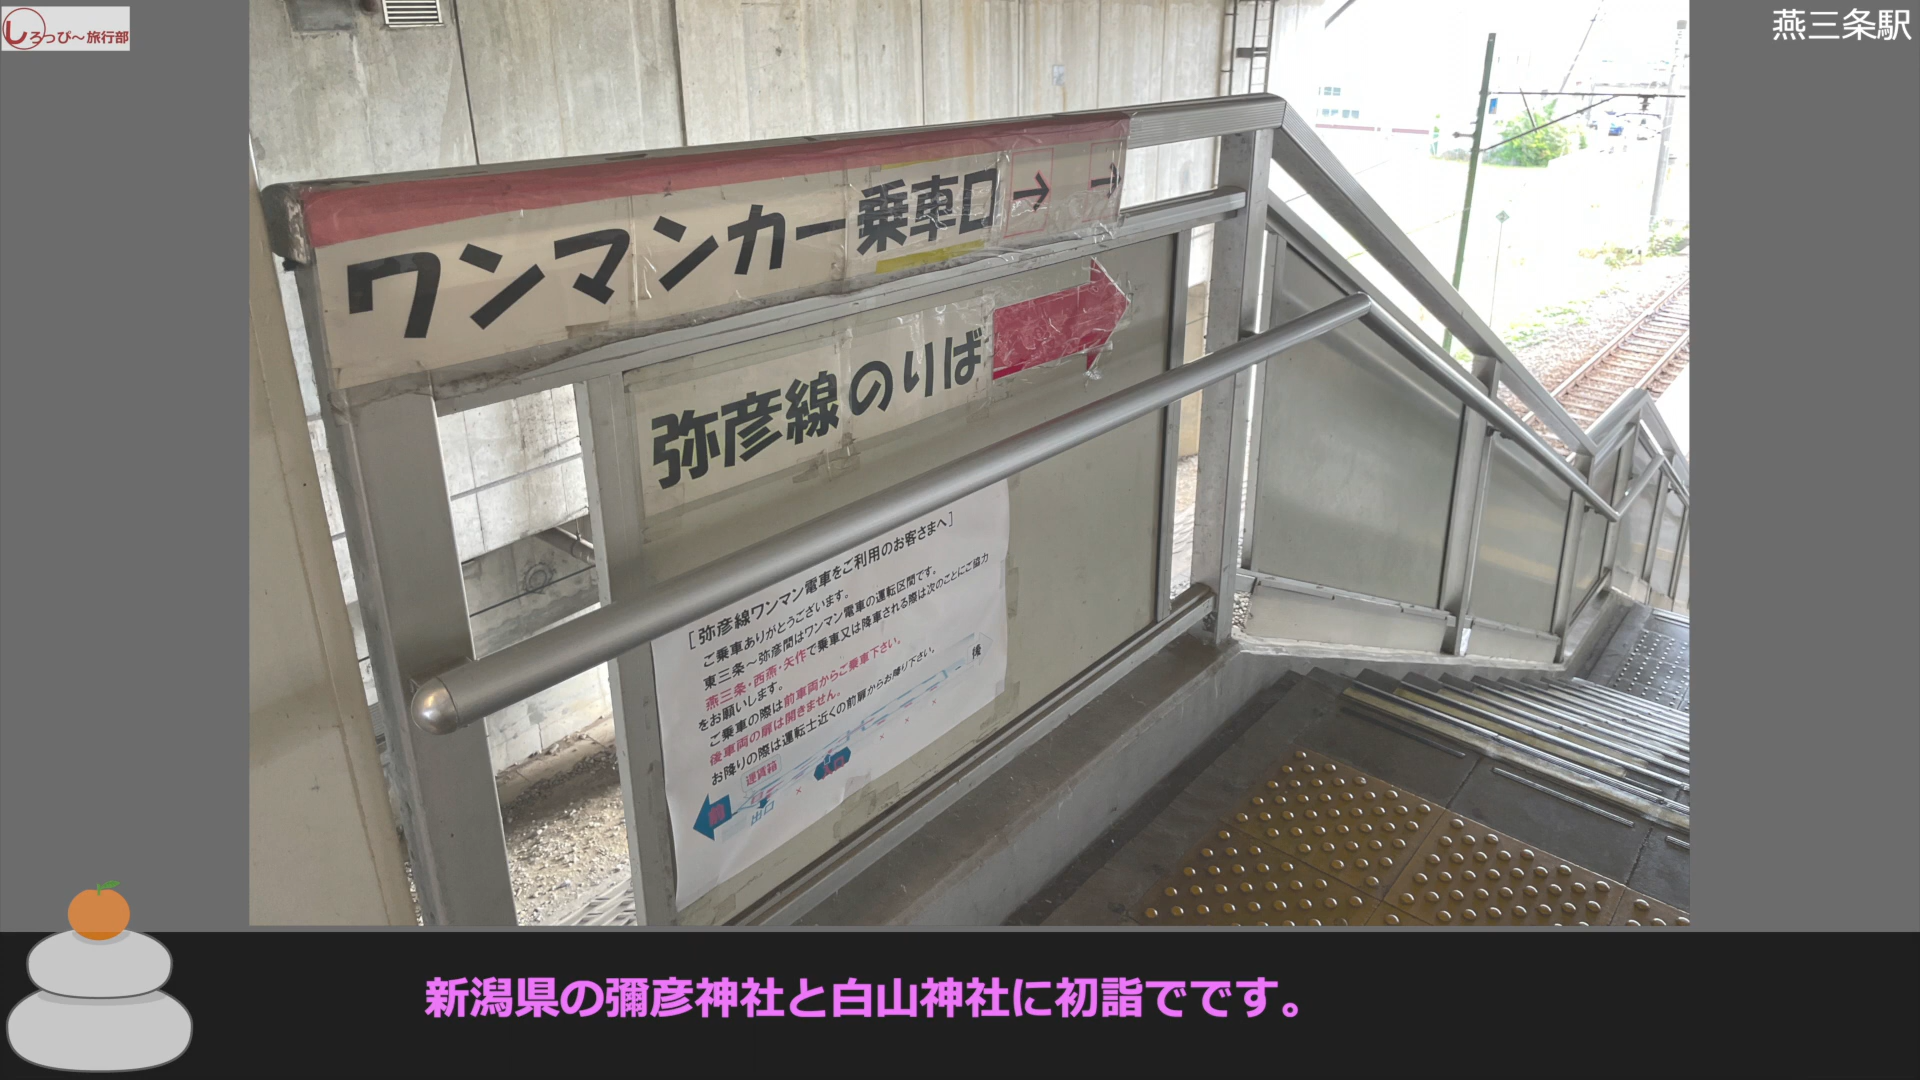 しろっぴ～旅行部
燕三条駅
ワンマンカー乗車口→ →
弥彦線のりば
[弥彦線ワンマン電車をご利用のお客さまへ]
ご乗車ありがとうございます。
東三条～弥彦間はワンマン電車の運転区間です。
燕三条・西燕・矢作で乗車又は降車される際は次のことにご協力
をお願いします。
ご乗車の際は前車両からご乗車下さい。
後車両の扉は開きません。
お降りの際は運転士近くの前扉からお降り下さい。
後
運賃箱
前
出口
新潟県の彌彦神社と白山神社に初詣でです。